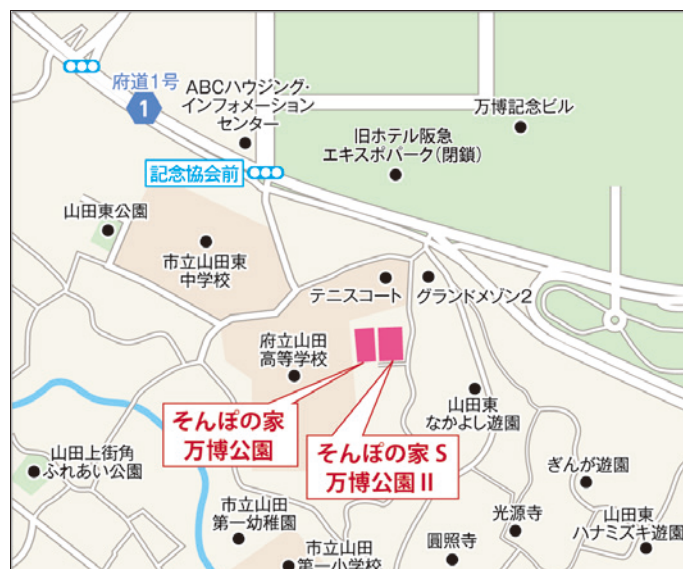 府道1号
1
ABCハウジング・
インフォメーション
センター
万博記念ビル
旧ホテル阪急
エキスポパーク（閉鎖）
記念協会前
山田東公園
市立山田東
中学校
テニスコート
グランドメゾン2
府立山田
高等学校
そんぽの家
万博公園
そんぽの家 S
万博公園 II
山田東
なかよし遊園
山田上街角
ふれあい公園
ぎんが遊園
市立山田
第一幼稚園
光源寺
山田東
ハナミズキ遊園
圓照寺
市立山田
第一小学校